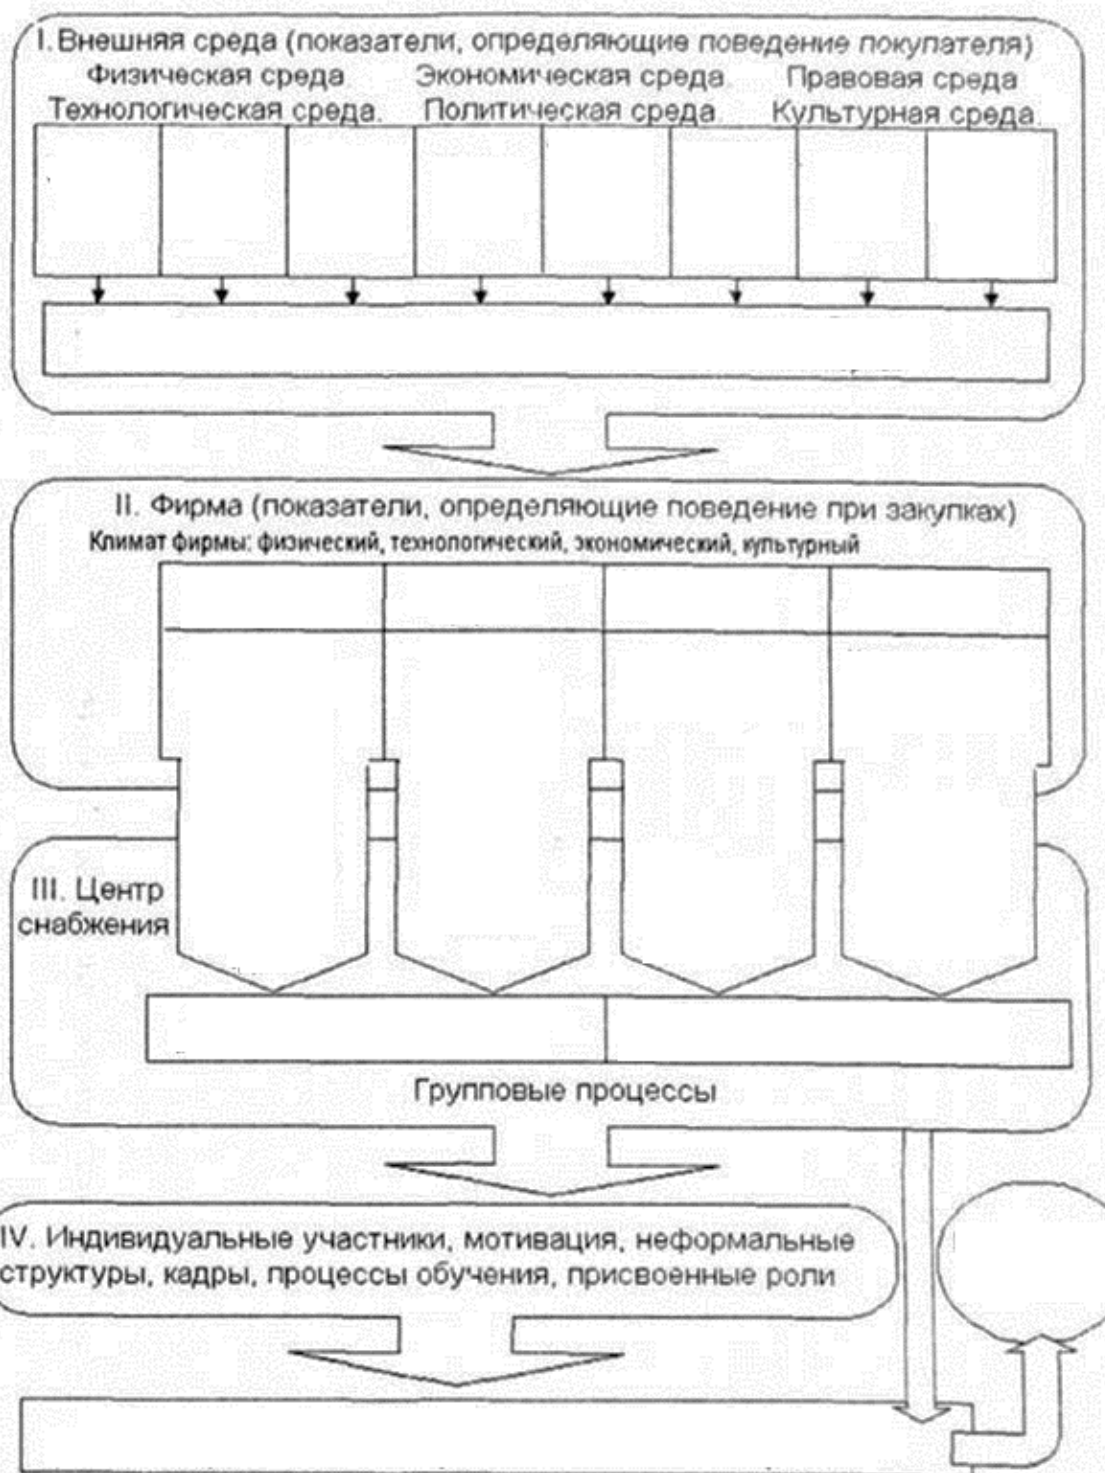 I. Внешняя среда (показатели, определяющие поведение покупателя)
Физическая среда Экономическая среда. Правовая среда
Технологическая среда. Политическая среда. Культурная среда.
II. Фирма (показатели, определяющие поведение при закупках)
Климат фирмы: физический, технологический, экономический, культурный
III. Центр
снабжения
Групповые процессы
IV. Индивидуальные участники, мотивация, неформальные
структуры, кадры, процессы обучения, присвоенные роли